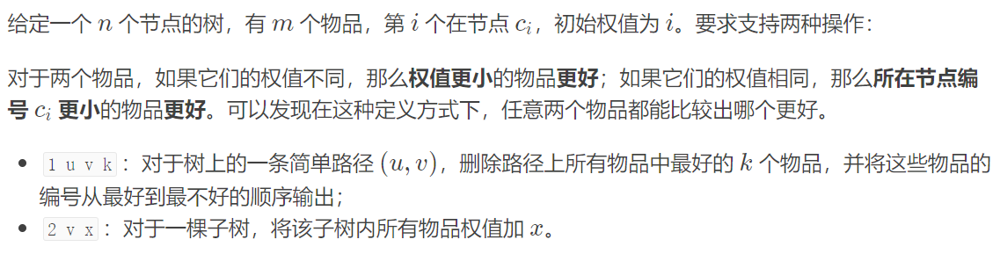 给定一个 n 个节点的树，有 m 个物品，第 i 个在节点 c_i，初始权值为 i。要求支持两种操作：
对于两个物品，如果它们的权值不同，那么权值更小的物品更好；如果它们的权值相同，那么所在节点编
号 c_i 更小的物品更好。可以发现在这种定义方式下，任意两个物品都能比较出哪个更好。
• 1 u v k ：对于树上的一条简单路径 (u, v)，删除路径上所有物品中最好的 k 个物品，并将这些物品的
编号从最好到最不好的顺序输出；
• 2 v x ：对于一棵子树，将该子树内所有物品权值加 x。